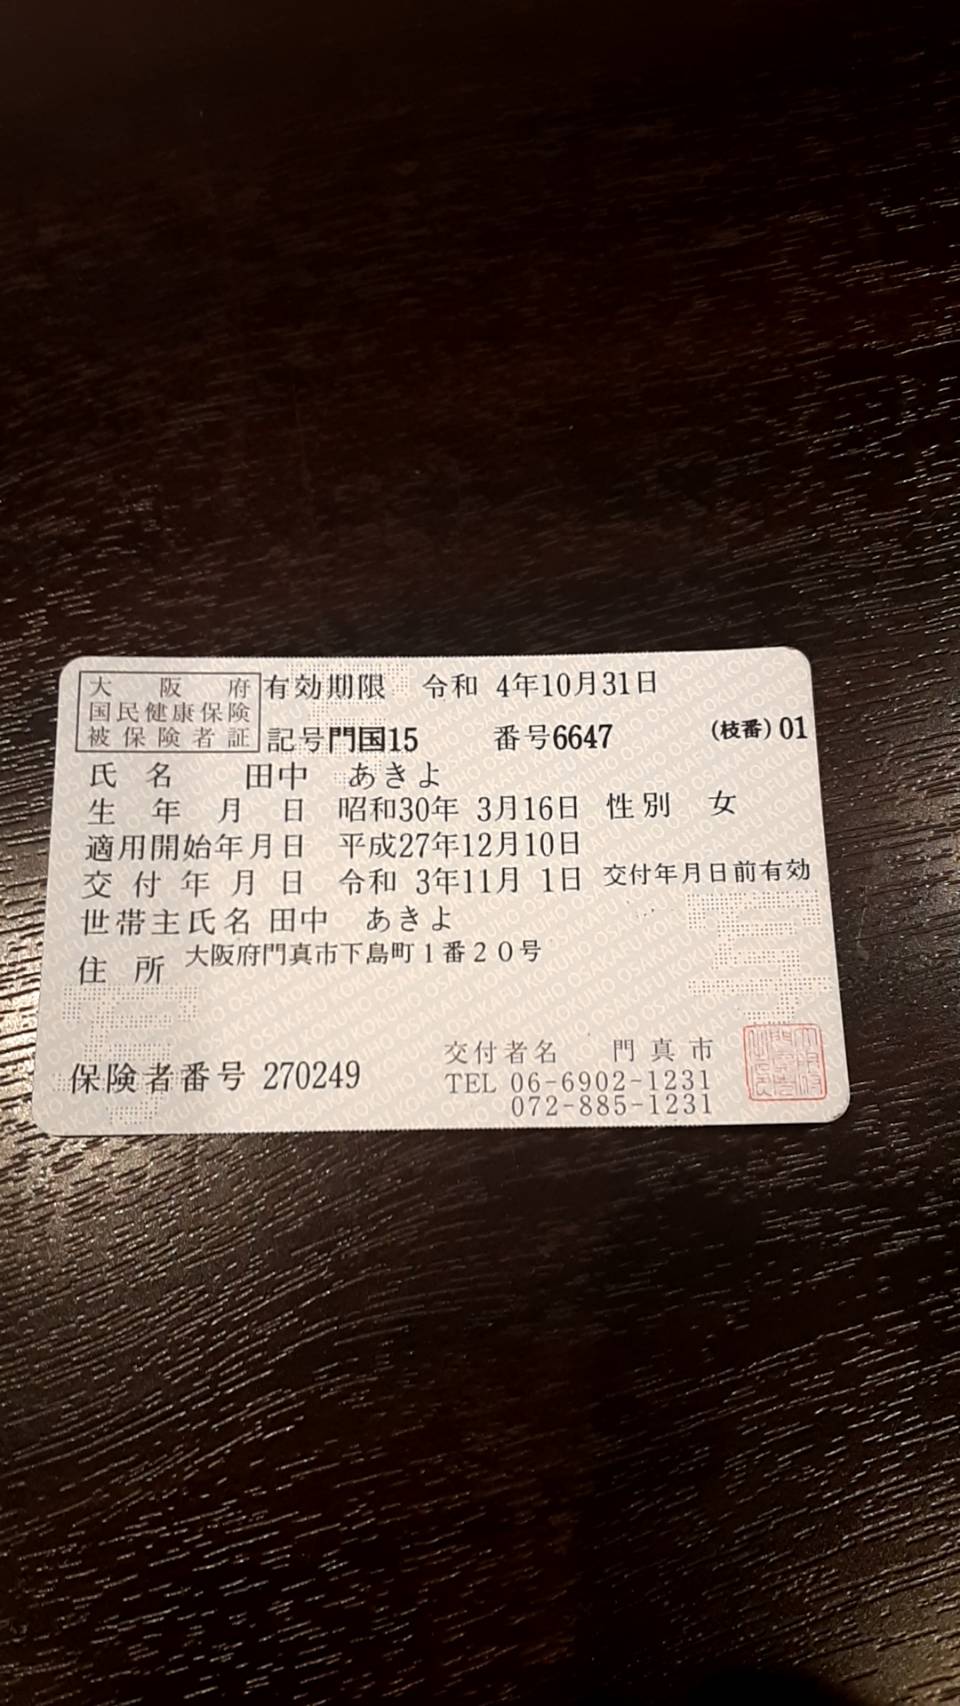 大阪府
国民健康保険
被保険者証
有効期限 令和 4年10月31日
記号門国15 番号6647 (枝番)01
氏名 田中 あきよ
生年月日 昭和30年 3月16日 性別 女
適用開始年月日 平成27年12月10日
交付年月日 令和 3年11月 1日 交付年月日前有効
世帯主氏名 田中 あきよ
住所 大阪府門真市下島町1番20号
保険者番号 270249
交付者名 門真市
TEL 06-6902-1231
072-885-1231